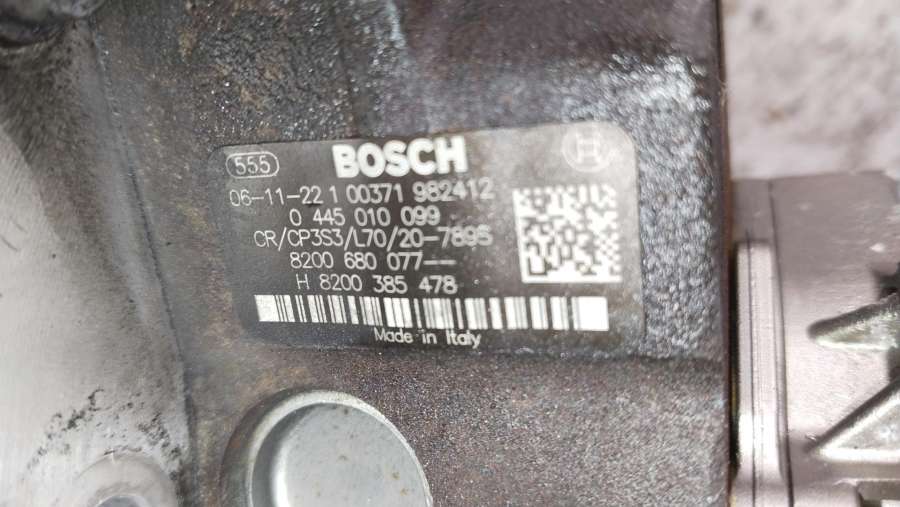 555 BOSCH
06-11-22 1 00371 982412
0 445 010 099
CR/CP3S3/L70/20-789S
8200 680 077--
H 8200 385 478
Made in Italy